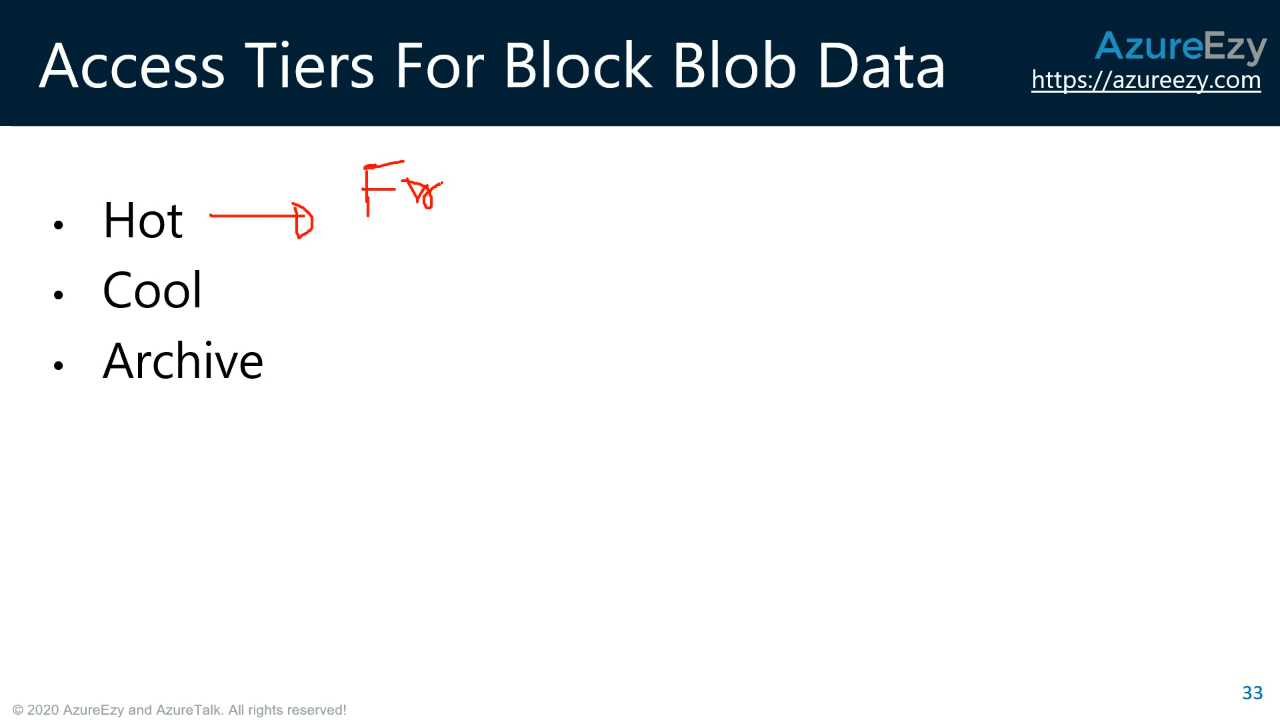 Access Tiers For Block Blob Data
AzureEzy
https://azureezy.com
• Hot
• Cool
• Archive
33
© 2020 AzureEzy and AzureTalk. All rights reserved!